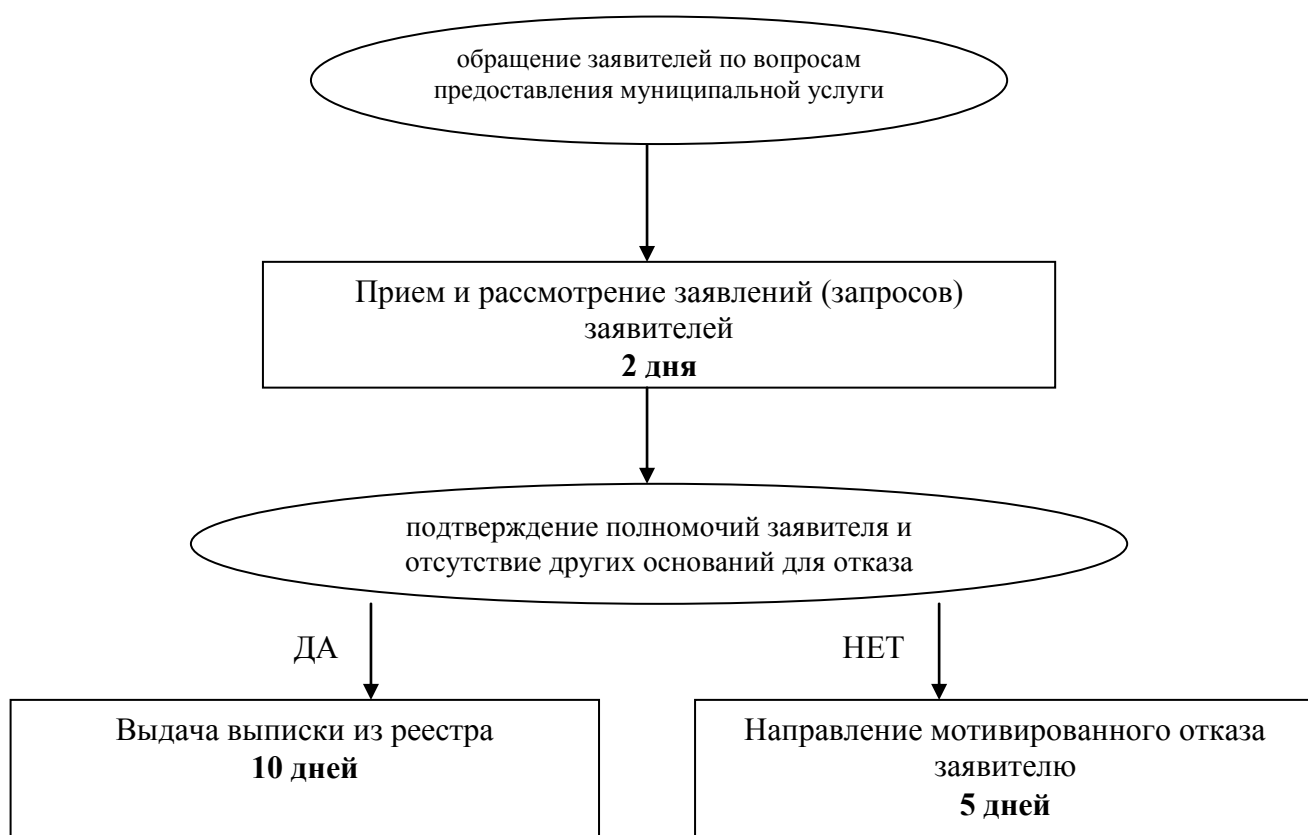 обращение заявителей по вопросам
предоставления муниципальной услуги
Прием и рассмотрение заявлений (запросов)
заявителей
2 дня
подтверждение полномочий заявителя и
отсутствие других оснований для отказа
ДА
НЕТ
Выдача выписки из реестра
10 дней
Направление мотивированного отказа
заявителю
5 дней